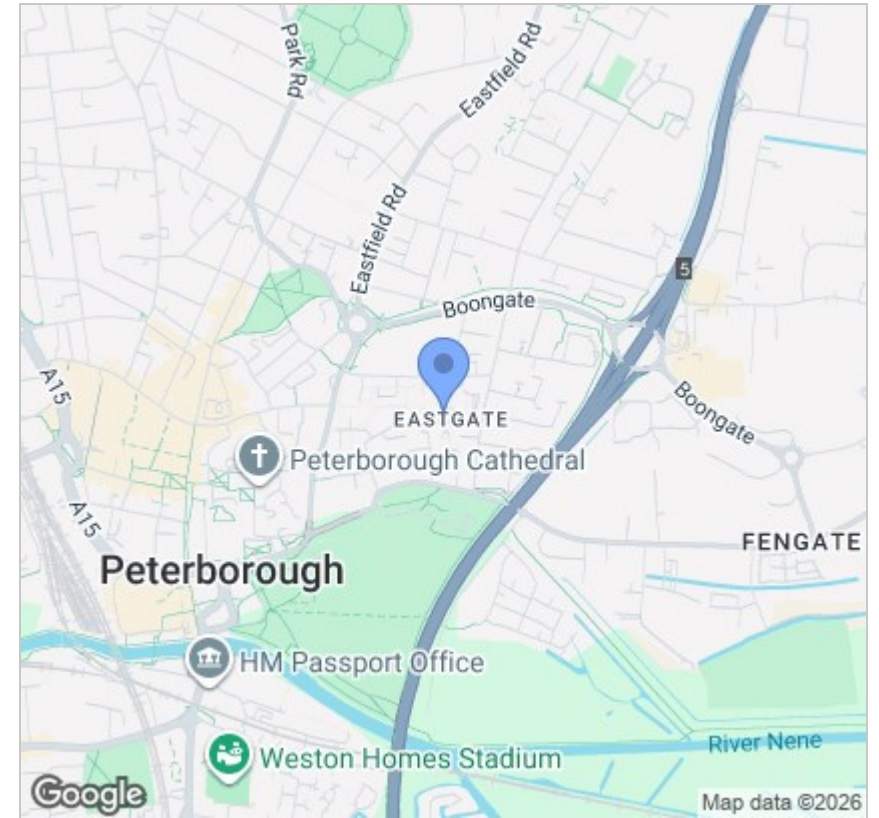 Park Rd
Eastfield Rd
Eastfield Rd
5
Boongate
A15
EASTGATE
Boongate
Peterborough Cathedral
A15
FENGATE
Peterborough
HM Passport Office
River Nene
Weston Homes Stadium
Google
Map data ©2026